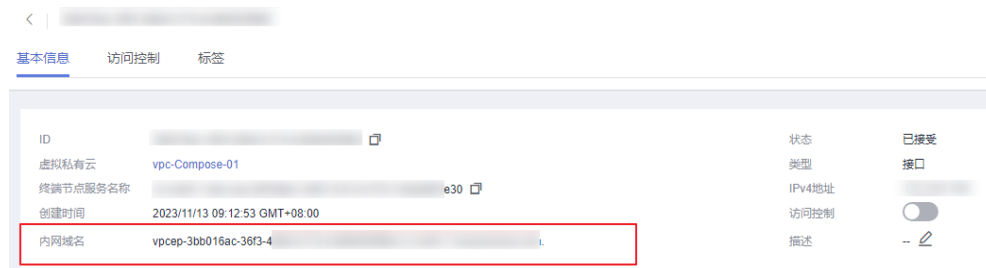 基本信息 访问控制 标签
ID
状态 已接受
虚拟私有云 vpc-Compose-01
类型 接口
终端节点服务名称 e30
IPv4地址
创建时间 2023/11/13 09:12:53 GMT+08:00
访问控制
内网域名 vpcep-3bb016ac-36f3-4
描述 --